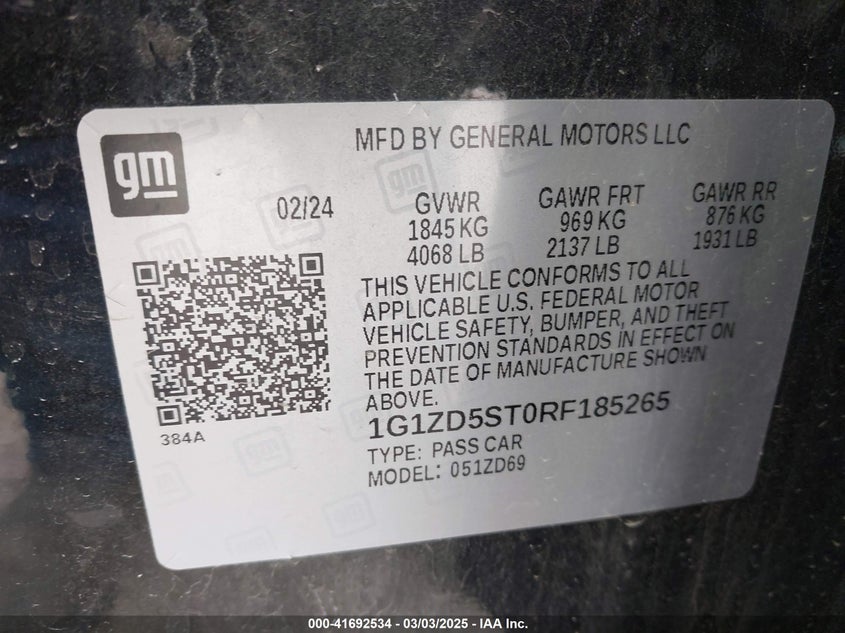 gm
MFD BY GENERAL MOTORS LLC
02/24
GVWR
1845 KG
4068 LB
GAWR FRT
969 KG
2137 LB
GAWR RR
876 KG
1931 LB
THIS VEHICLE CONFORMS TO ALL
APPLICABLE U.S. FEDERAL MOTOR
VEHICLE SAFETY, BUMPER, AND THEFT
PREVENTION STANDARDS IN EFFECT ON
THE DATE OF MANUFACTURE SHOWN
ABOVE.
1G1ZD5ST0RF185265
TYPE: PASS CAR
MODEL: 051ZD69
384A
000-41692534 - 03/03/2025 - IAA Inc.